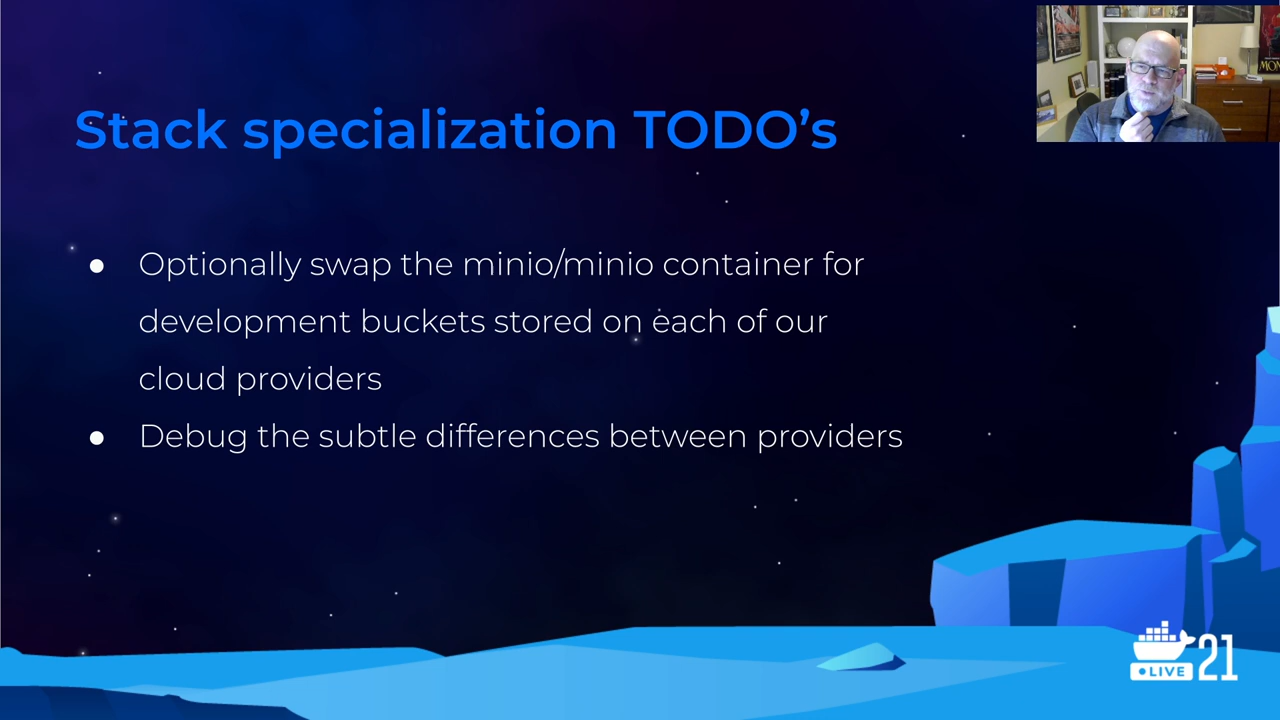 Stack specialization TODO's
● Optionally swap the minio/minio container for
development buckets stored on each of our
cloud providers
● Debug the subtle differences between providers
MON
LIVE 21